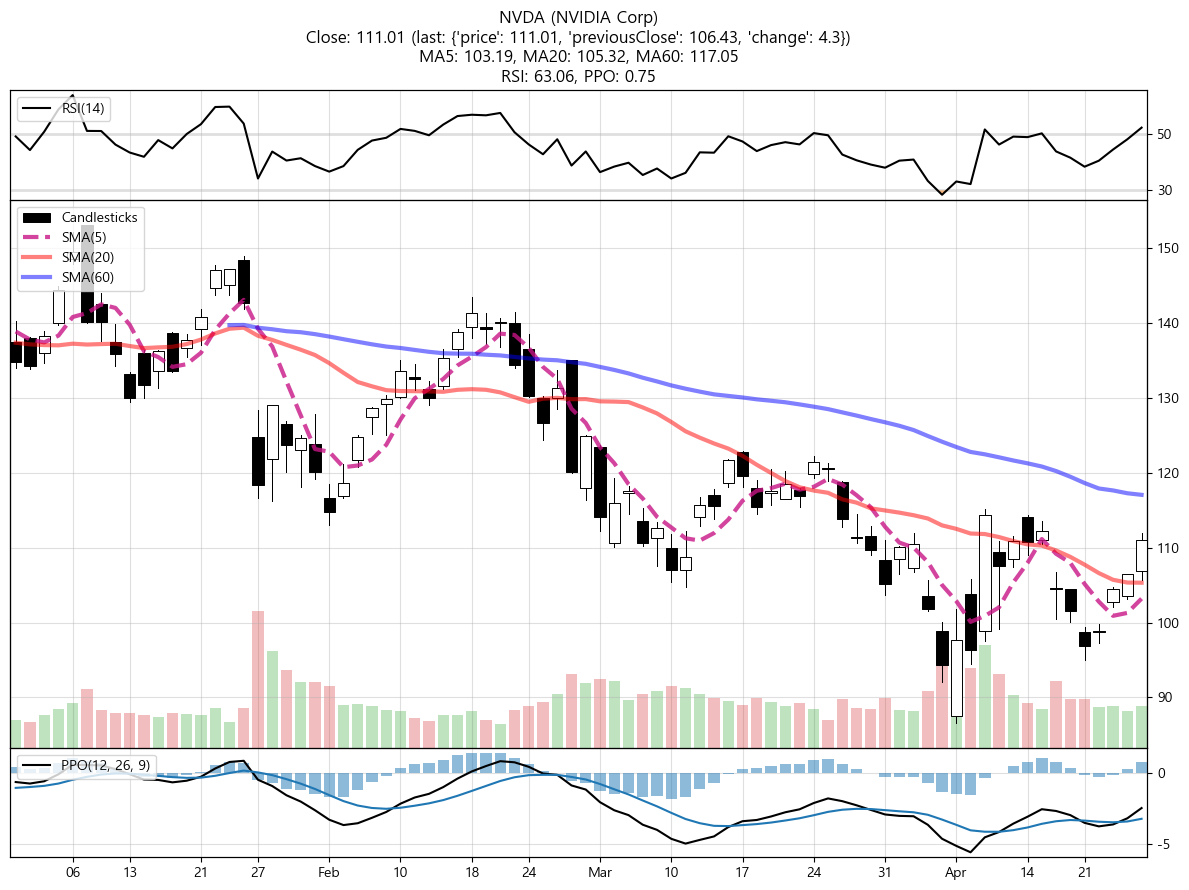 NVDA (NVIDIA Corp)
Close: 111.01 (last: {'price': 111.01, 'previousClose': 106.43, 'change': 4.3})
MA5: 103.19, MA20: 105.32, MA60: 117.05
RSI: 63.06, PPO: 0.75
RSI(14)
50
30
Candlesticks
SMA(5)
SMA(20)
SMA(60)
150
140
130
120
110
100
90
PPO(12, 26, 9)
0
-5
06 13 21 27 Feb 10 18 24 Mar 10 17 24 31 Apr 14 21